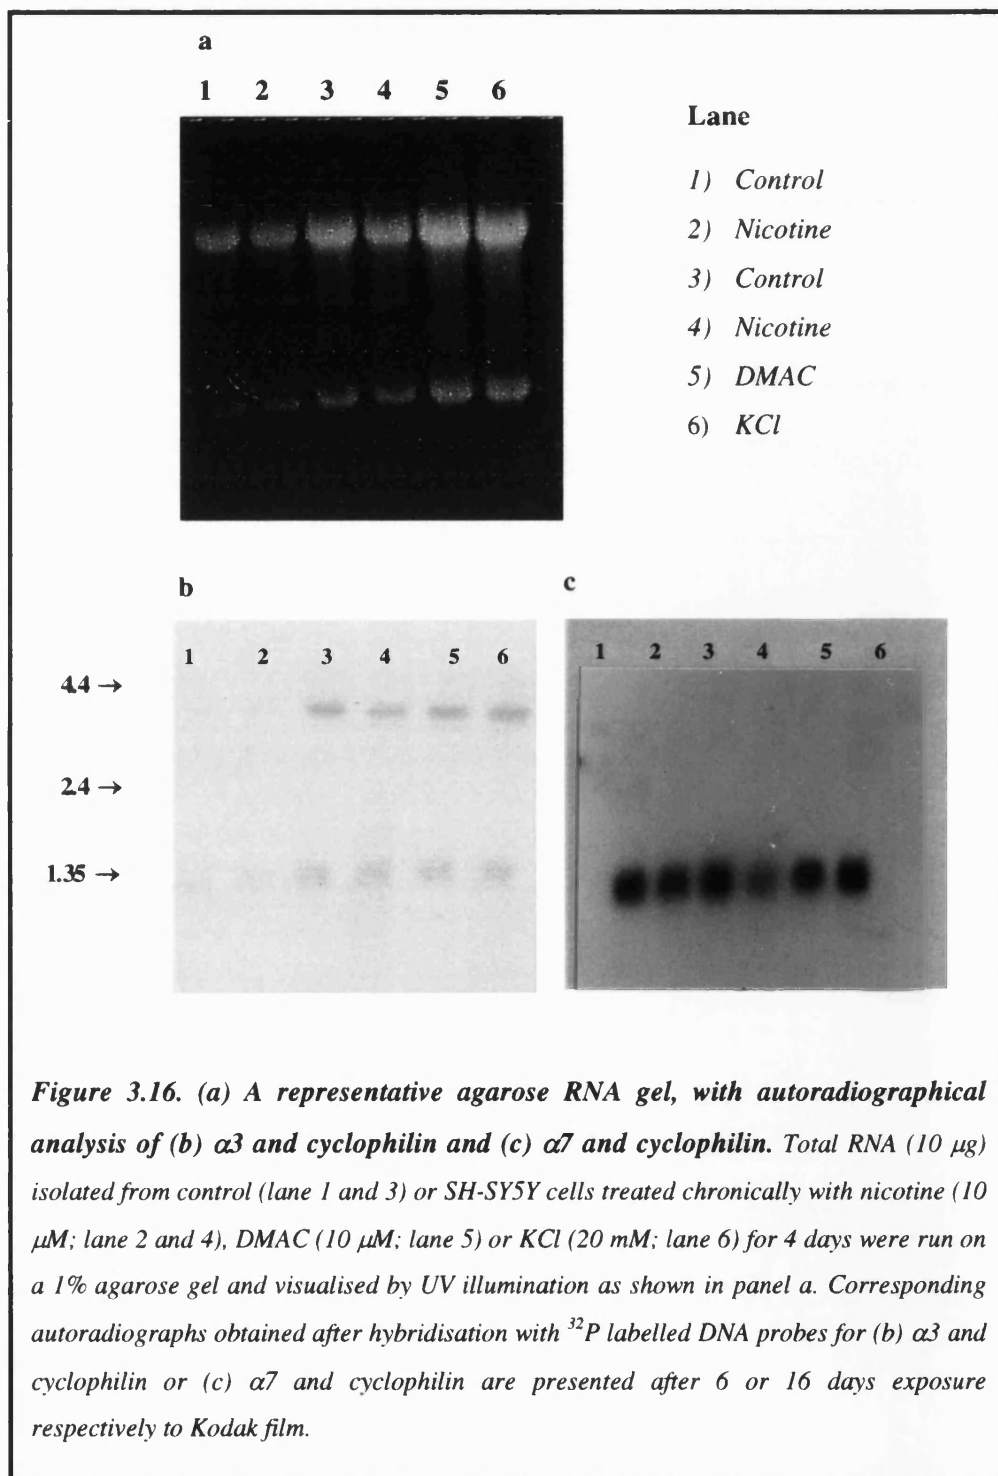 a
1 2 3 4 5 6
Lane
1) Control
2) Nicotine
3) Control
4) Nicotine
5) DMAC
6) KCl
b
c
1 2 3 4 5 6
1 2 3 4 5 6
4.4 →
2.4 →
1.35 →
Figure 3.16. (a) A representative agarose RNA gel, with autoradiographical
analysis of (b) α3 and cyclophilin and (c) α7 and cyclophilin. Total RNA (10 μg)
isolated from control (lane 1 and 3) or SH-SY5Y cells treated chronically with nicotine (10
μM; lane 2 and 4), DMAC (10 μM; lane 5) or KCl (20 mM; lane 6) for 4 days were run on
a 1% agarose gel and visualised by UV illumination as shown in panel a. Corresponding
autoradiographs obtained after hybridisation with ³²P labelled DNA probes for (b) α3 and
cyclophilin or (c) α7 and cyclophilin are presented after 6 or 16 days exposure
respectively to Kodak film.